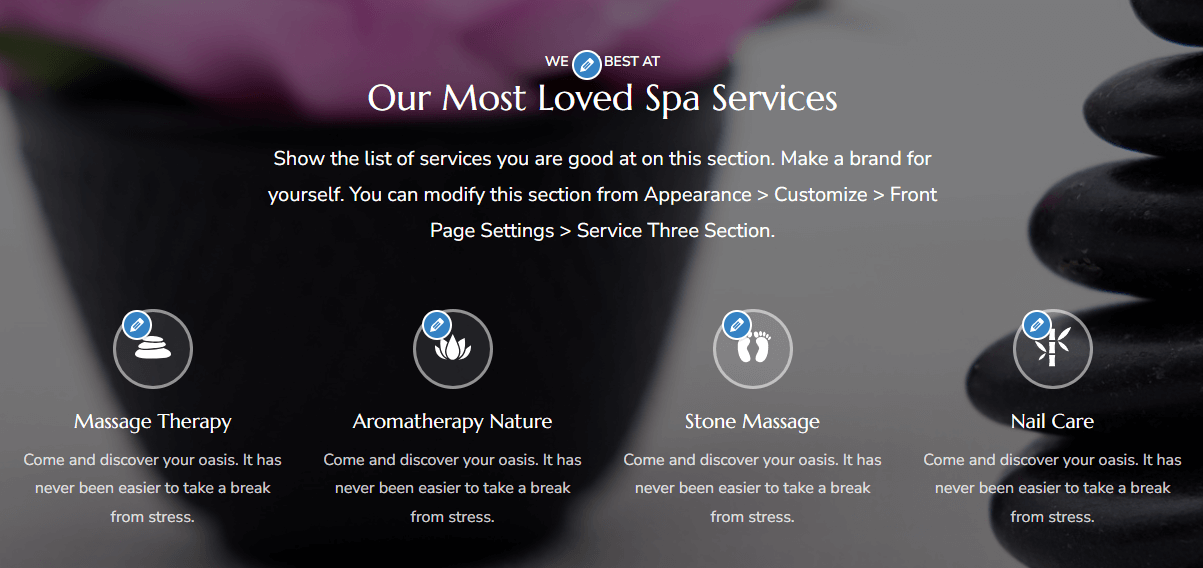 WE BEST AT
Our Most Loved Spa Services
Show the list of services you are good at on this section. Make a brand for
yourself. You can modify this section from Appearance > Customize > Front
Page Settings > Service Three Section.
Massage Therapy
Come and discover your oasis. It has
never been easier to take a break
from stress.
Aromatherapy Nature
Come and discover your oasis. It has
never been easier to take a break
from stress.
Stone Massage
Come and discover your oasis. It has
never been easier to take a break
from stress.
Nail Care
Come and discover your oasis. It has
never been easier to take a break
from stress.